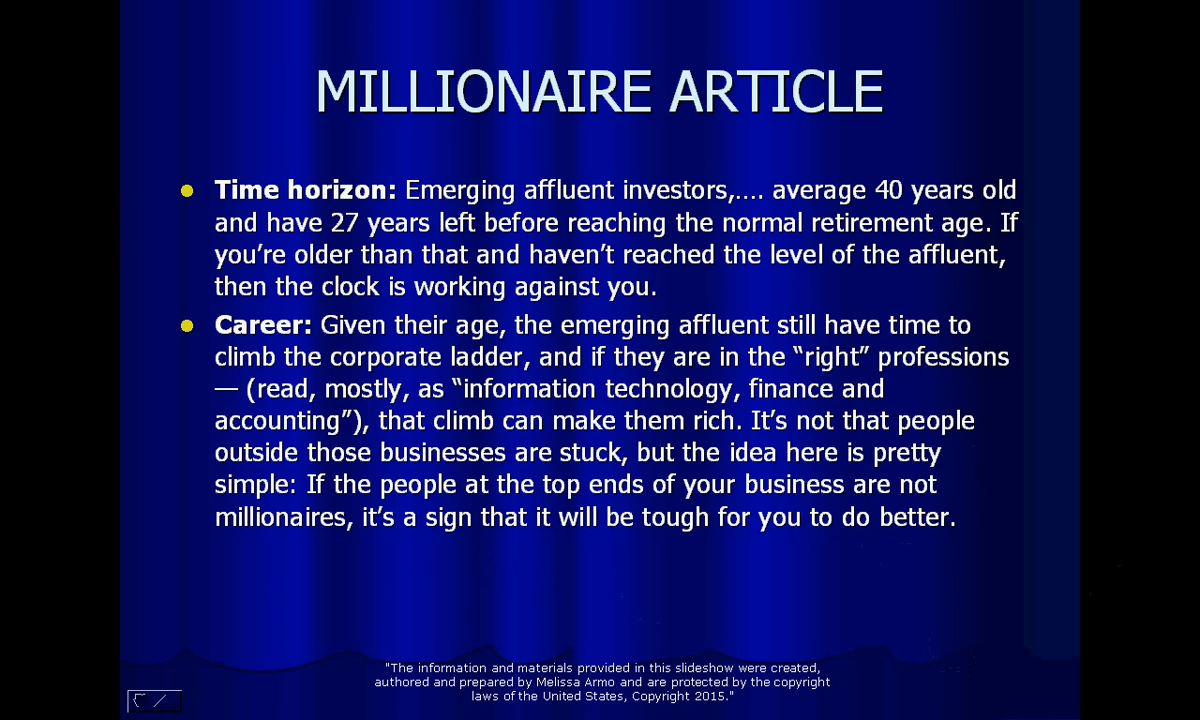 MILLIONAIRE ARTICLE
Time horizon: Emerging affluent investors,.... average 40 years old
and have 27 years left before reaching the normal retirement age. If
you’re older than that and haven’t reached the level of the affluent,
then the clock is working against you.
Career: Given their age, the emerging affluent still have time to
climb the corporate ladder, and if they are in the “right” professions
— (read, mostly, as “information technology, finance and
accounting”), that climb can make them rich. It’s not that people
outside those businesses are stuck, but the idea here is pretty
simple: If the people at the top ends of your business are not
millionaires, it’s a sign that it will be tough for you to do better.
"The information and materials provided in this slideshow were created,
authored and prepared by Melissa Armo and are protected by the copyright
laws of the United States, Copyright 2015."